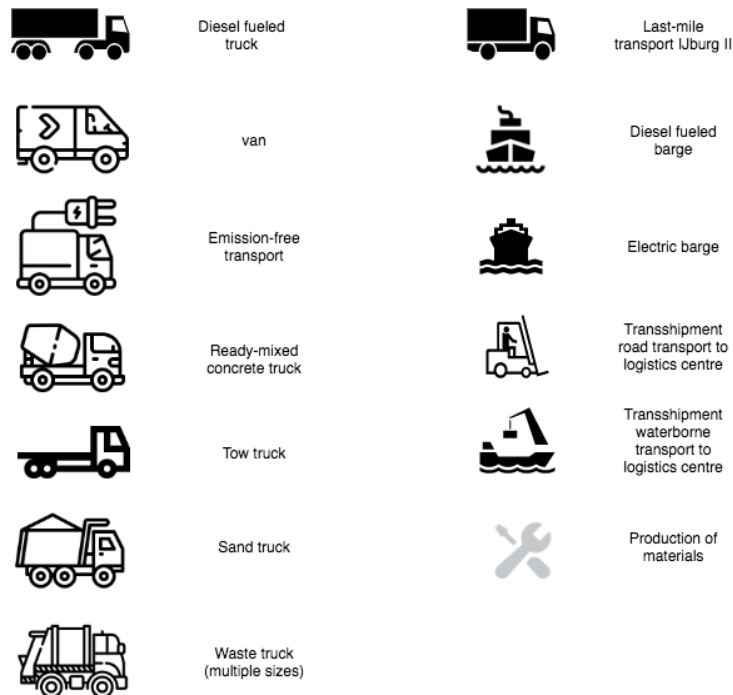 Diesel fueled
truck
Last-mile
transport IJburg II
van
Diesel fueled
barge
Emission-free
transport
Electric barge
Ready-mixed
concrete truck
Transshipment
road transport to
logistics centre
Tow truck
Transshipment
waterborne
transport to
logistics centre
Sand truck
Production of
materials
Waste truck
(multiple sizes)